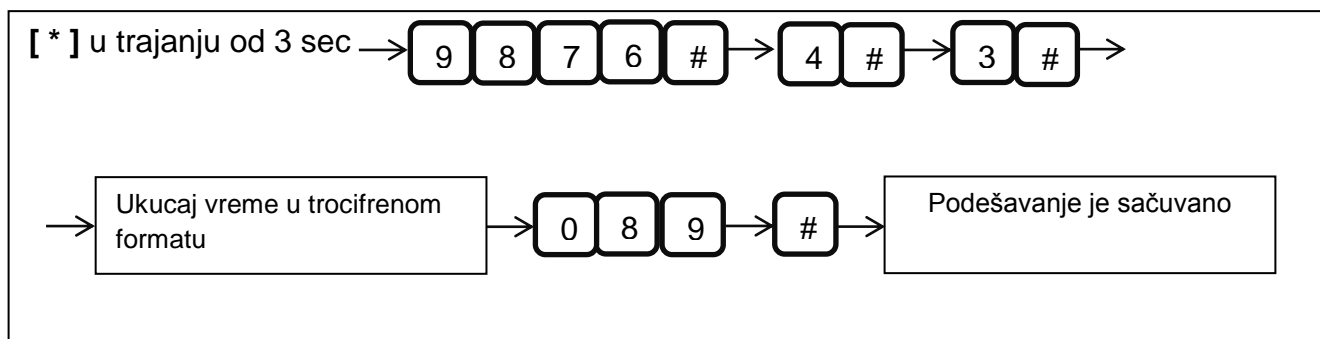 [ * ] u trajanju od 3 sec 9 8 7 6 # 4 # 3 #
Ukucaj vreme u trocifrenom
formatu
0 8 9 #
Podešavanje je sačuvano